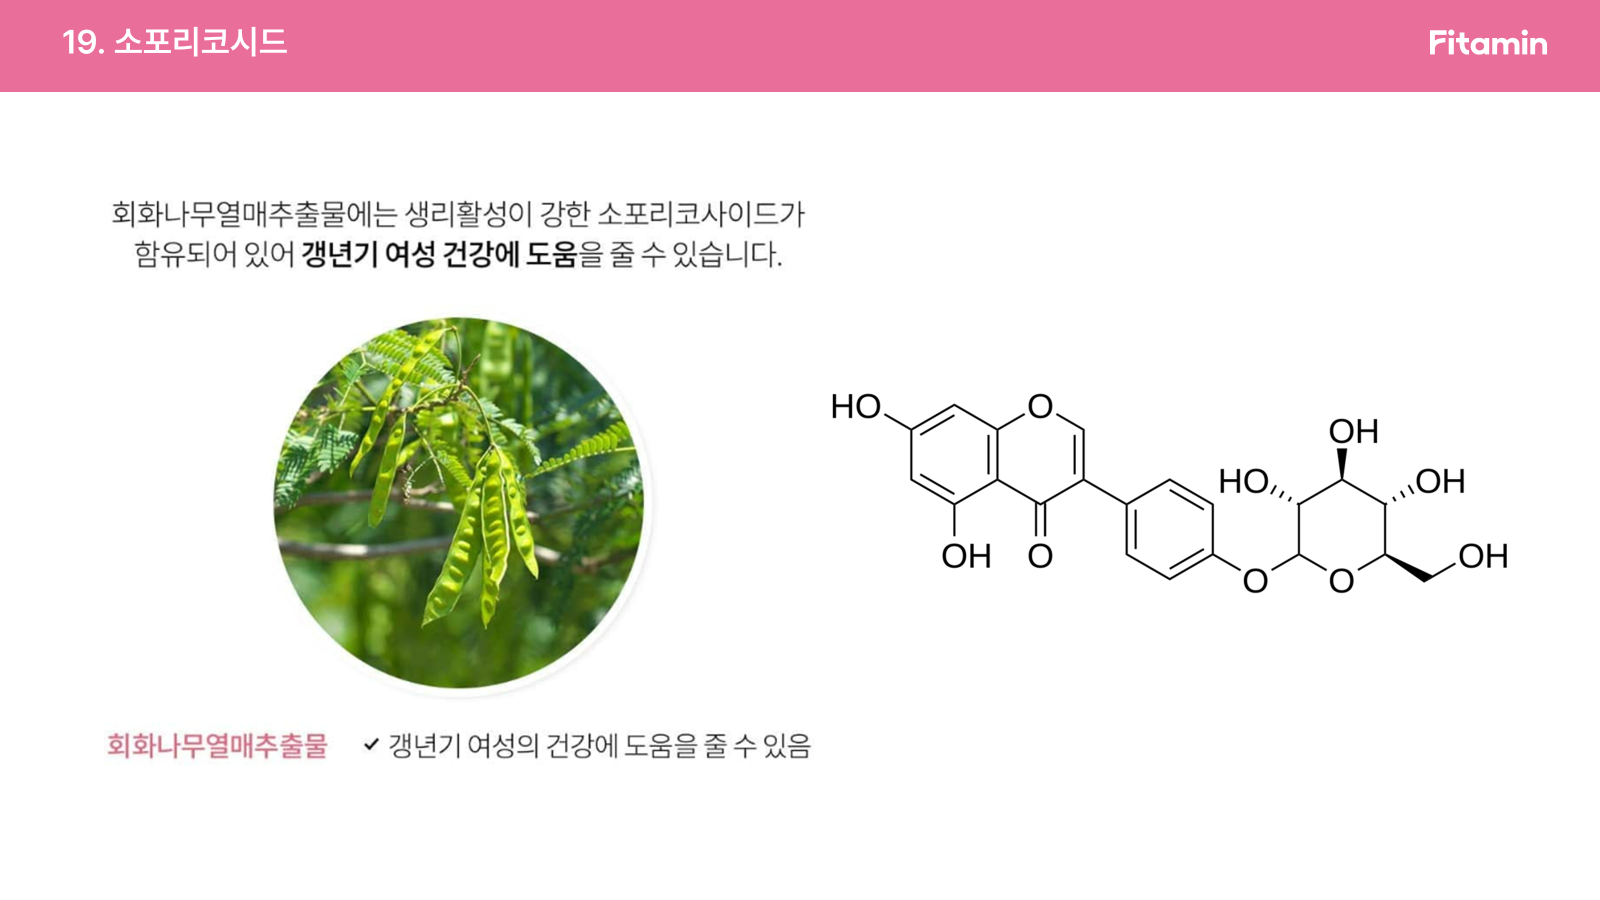 19. 소포리코시드
Fitamin
회화나무열매추출물에는 생리활성이 강한 소포리코사이드가
함유되어 있어 갱년기 여성 건강에 도움을 줄 수 있습니다.
회화나무열매추출물 ✔ 갱년기 여성의 건강에 도움을 줄 수 있음
HO
O
OH
O
O
HO
OH
OH
O
OH